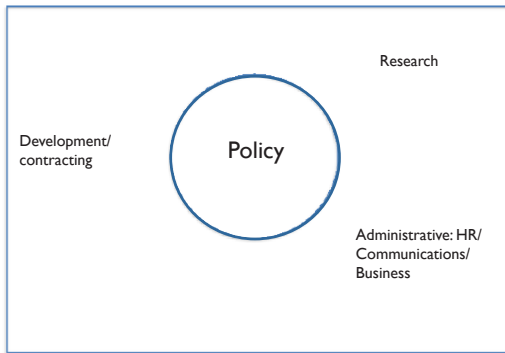 Research
Development/
contracting
Policy
Administrative: HR/
Communications/
Business